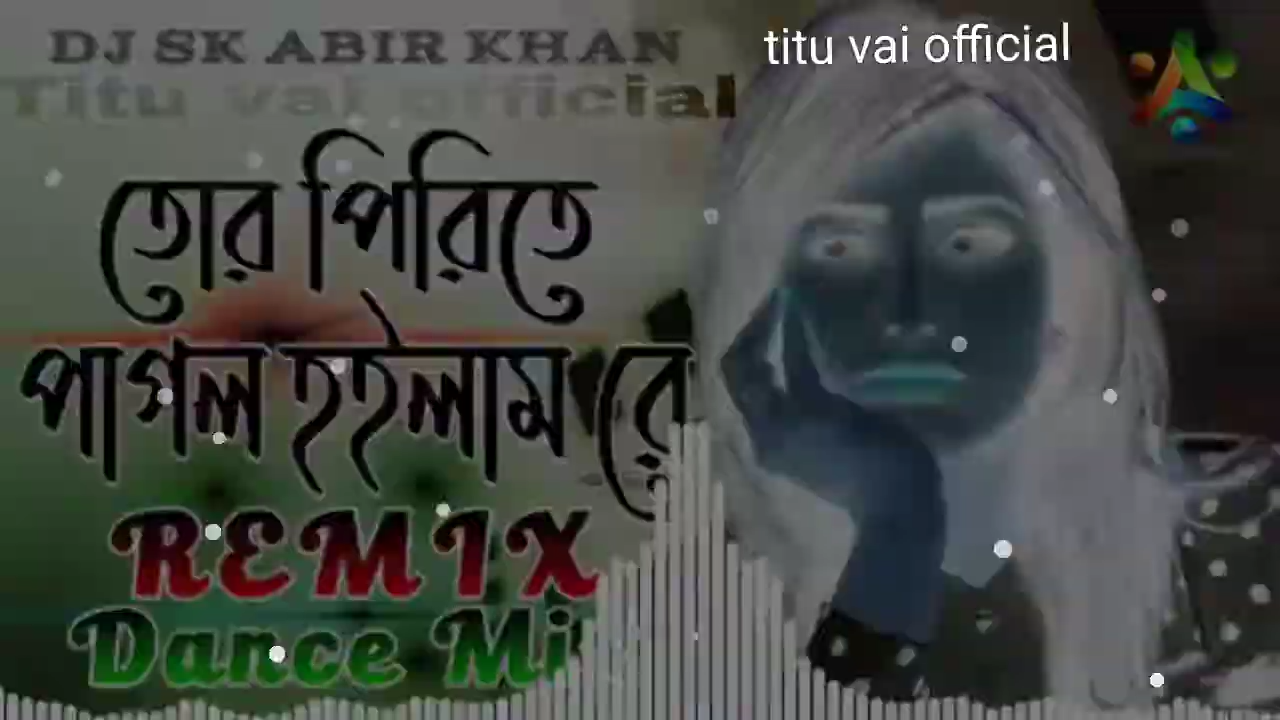 DJ SK ABIR KHAN
titu vai official
Titu vai official
তোর পিরিতে
পাগল হইলাম রে
REMIX
Dance Mi